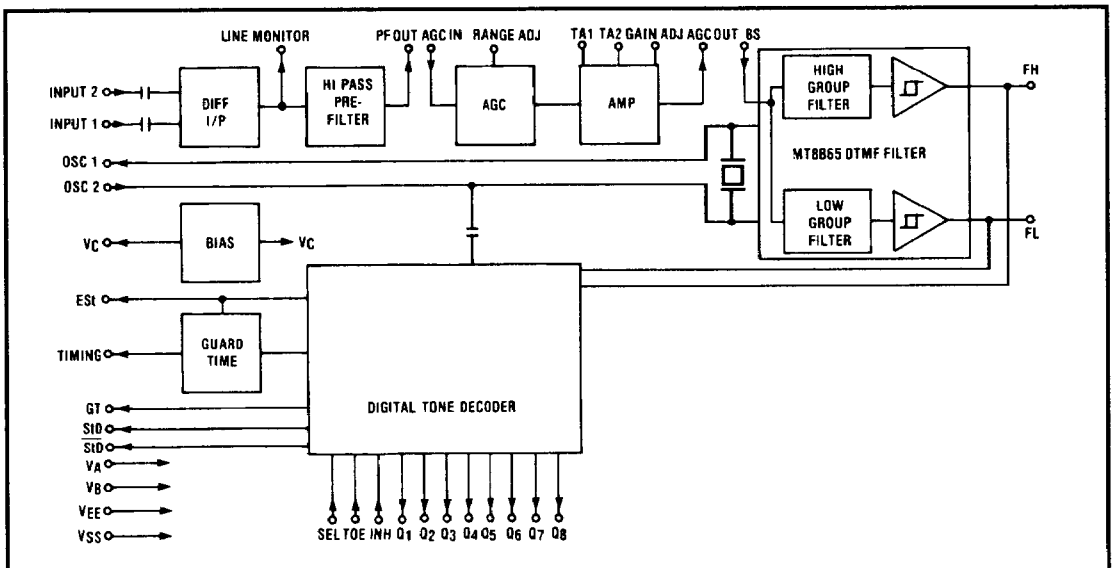 LINE MONITOR
PF OUT AGC IN RANGE ADJ
TA1 TA2 GAIN ADJ AGC OUT BS
INPUT 2
INPUT 1
DIFF
I/P
HI PASS
PRE-
FILTER
AGC
AMP
HIGH
GROUP
FILTER
FH
OSC 1
OSC 2
MT8865 DTMF FILTER
LOW
GROUP
FILTER
FL
VC
BIAS
VC
ESt
GUARD
TIME
TIMING
DIGITAL TONE DECODER
GT
StD
S̅t̅D̅
VA
VB
VEE
VSS
SEL TOE INH Q1 Q2 Q3 Q4 Q5 Q6 Q7 Q8